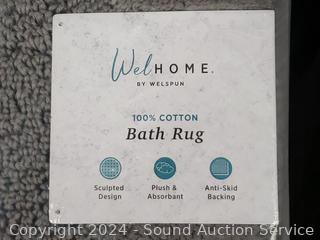 WelHOME.
BY WELSPUN
100% COTTON
Bath Rug
Sculpted Design
Plush & Absorbant
Anti-Skid Backing
Copyright 2024 - Sound Auction Service